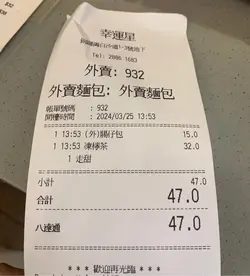 幸運星
Tel: 2806 1683
外賣: 932
外賣麵包: 外賣麵包
帳單號碼 : 932
開檯時間 : 2024/03/25 13:53
1 13:53 (外)腸仔包 15.0
1 13:53 凍檸茶 32.0
1 走甜
小計 47.0
合計 47.0
八達通 47.0
*** 歡迎再光臨 ***